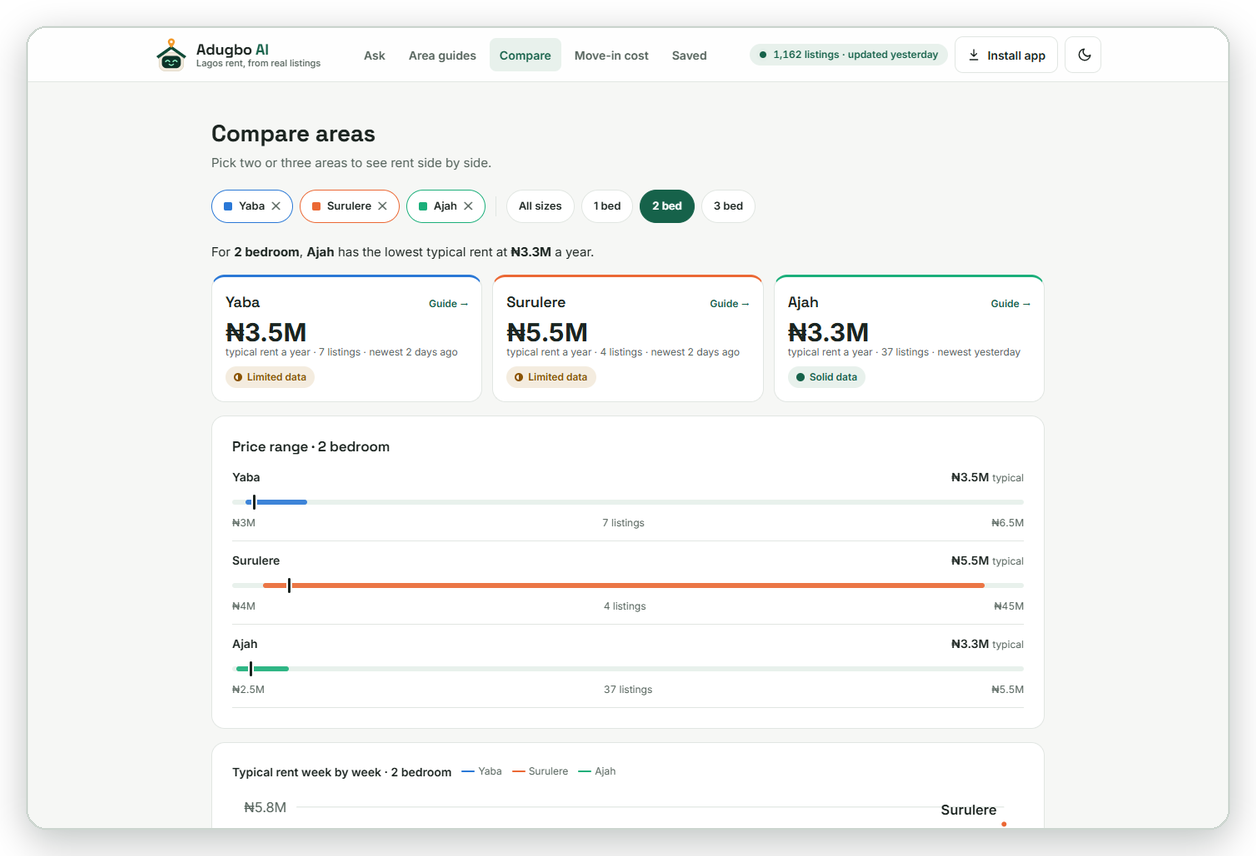 Adugbo AI
Lagos rent, from real listings
Ask Area guides Compare Move-in cost Saved
1,162 listings · updated yesterday
Install app
Compare areas
Pick two or three areas to see rent side by side.
Yaba Surulere Ajah All sizes 1 bed 2 bed 3 bed
For 2 bedroom, Ajah has the lowest typical rent at ₦3.3M a year.
Yaba Guide →
₦3.5M
typical rent a year · 7 listings · newest 2 days ago
Limited data
Surulere Guide →
₦5.5M
typical rent a year · 4 listings · newest 2 days ago
Limited data
Ajah Guide →
₦3.3M
typical rent a year · 37 listings · newest yesterday
Solid data
Price range · 2 bedroom
Yaba ₦3.5M typical
₦3M 7 listings ₦6.5M
Surulere ₦5.5M typical
₦4M 4 listings ₦45M
Ajah ₦3.3M typical
₦2.5M 37 listings ₦5.5M
Typical rent week by week · 2 bedroom Yaba Surulere Ajah
₦5.8M Surulere